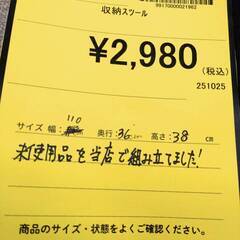 99170000021962
収納スツール
¥2,980
(税込)
251025
サイズ 幅: 110 奥行: 36 高さ: 38 cm
未使用品を当店で組み立てました!
商品のサイズ・状態をよくご確認ください。